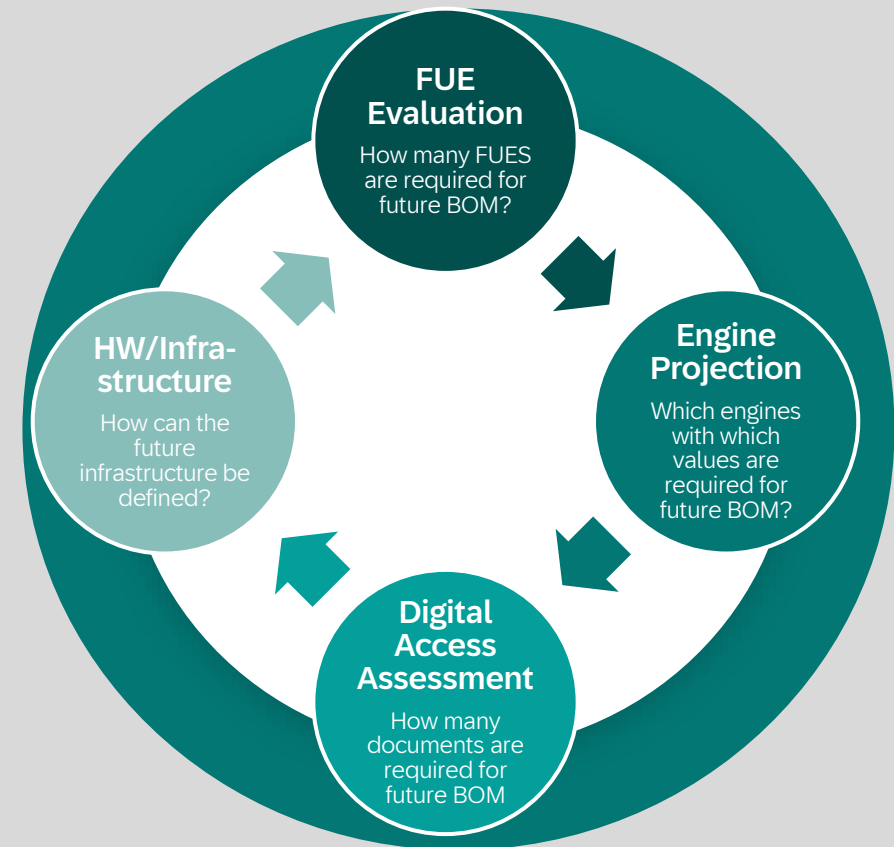 FUE
Evaluation
How many FUES
are required for
future BOM?
Engine
Projection
Which engines
with which
values are
required for
future BOM?
Digital
Access
Assessment
How many
documents are
required for
future BOM
HW/Infra-
structure
How can the
future
infrastructure be
defined?